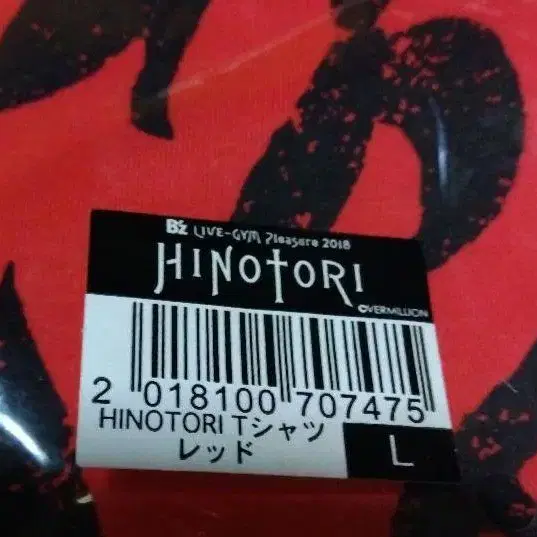 B'z LIVE-GYM Pleasure 2018
HINOTORI
©VERMILLION
2 018100 707475
HINOTORI Tシャツ
レッド
L